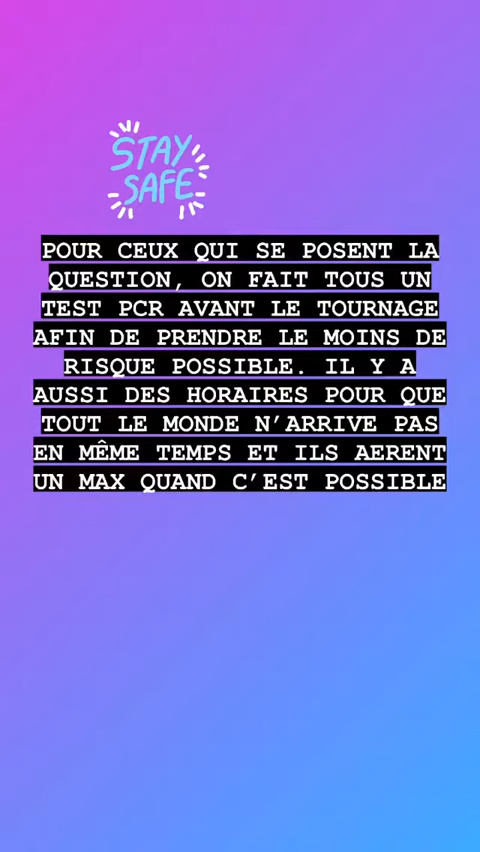 STAY
SAFE
POUR CEUX QUI SE POSENT LA
QUESTION, ON FAIT TOUS UN
TEST PCR AVANT LE TOURNAGE
AFIN DE PRENDRE LE MOINS DE
RISQUE POSSIBLE. IL Y A
AUSSI DES HORAIRES POUR QUE
TOUT LE MONDE N’ARRIVE PAS
EN MÊME TEMPS ET ILS AERENT
UN MAX QUAND C’EST POSSIBLE